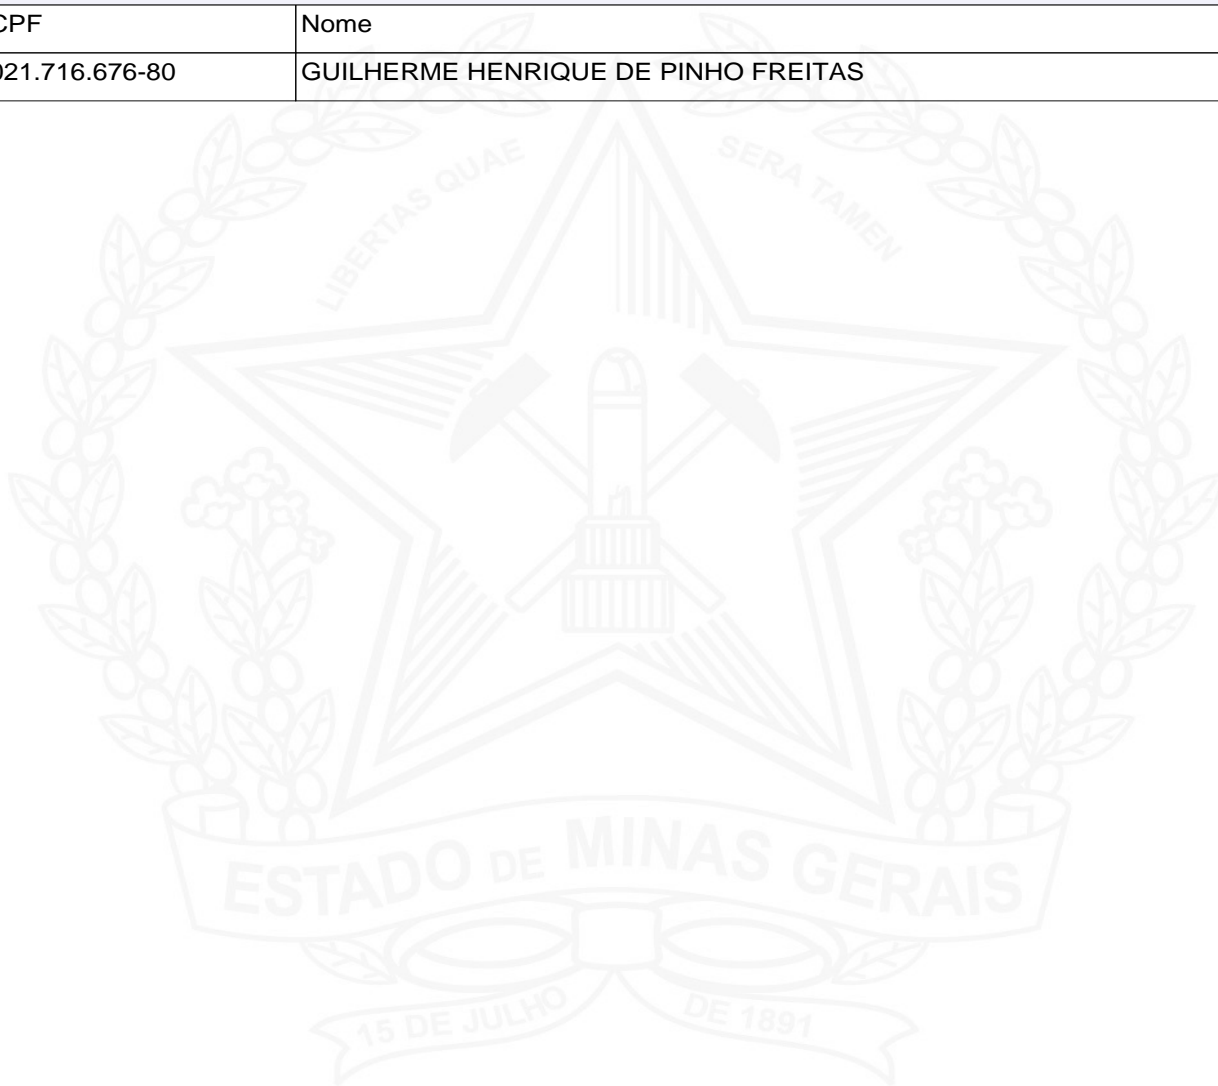 CPF Nome
021.716.676-80 GUILHERME HENRIQUE DE PINHO FREITAS
LIBERTAS QUAE SERA TAMEN
ESTADO DE MINAS GERAIS
15 DE JULHO DE 1891